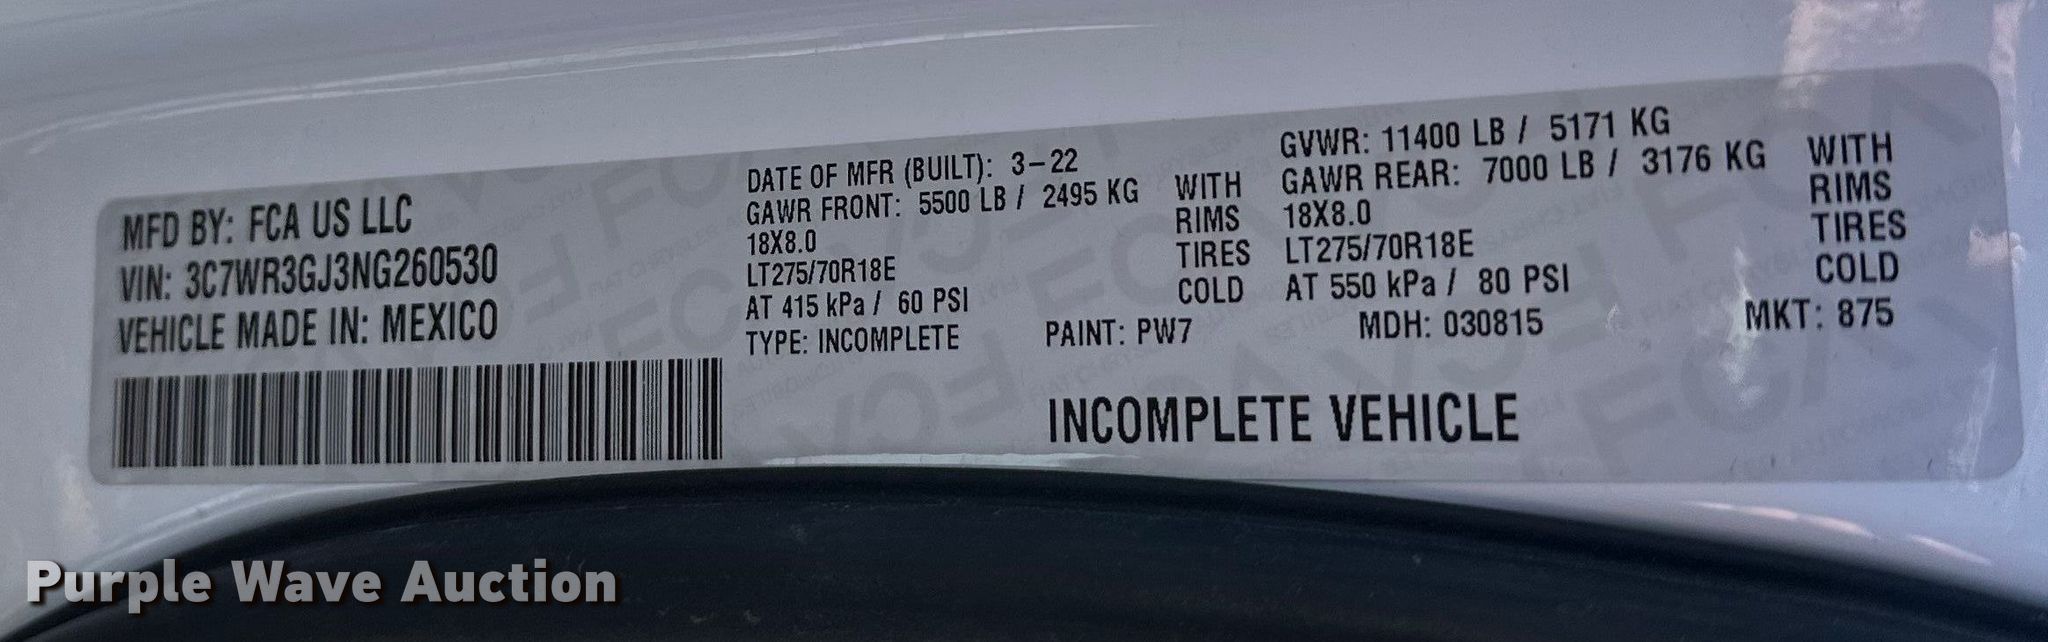 MFD BY: FCA US LLC
VIN: 3C7WR3GJ3NG260530
VEHICLE MADE IN: MEXICO
DATE OF MFR (BUILT): 3-22
GAWR FRONT: 5500 LB / 2495 KG WITH
18X8.0 RIMS
LT275/70R18E TIRES
AT 415 kPa / 60 PSI COLD
TYPE: INCOMPLETE PAINT: PW7
GVWR: 11400 LB / 5171 KG
GAWR REAR: 7000 LB / 3176 KG WITH
18X8.0 RIMS
LT275/70R18E TIRES
AT 550 kPa / 80 PSI COLD
MDH: 030815 MKT: 875
INCOMPLETE VEHICLE
Purple Wave Auction